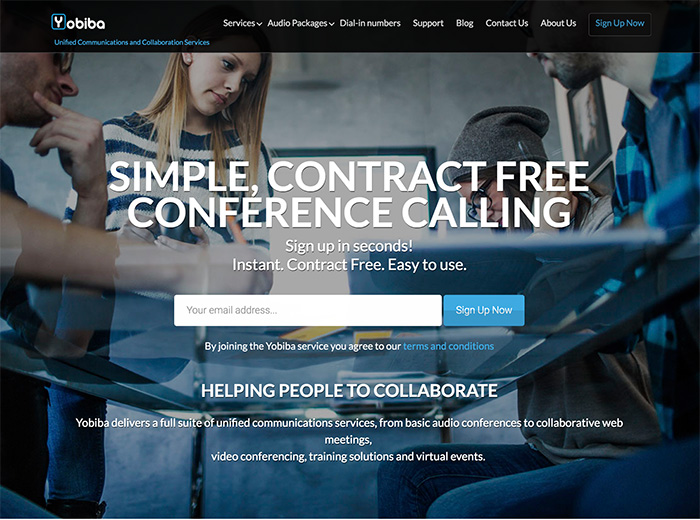 Yobiba
Unified Communications and Collaboration Services
Services Audio Packages Dial-in numbers Support Blog Contact Us About Us Sign Up Now
SIMPLE, CONTRACT FREE
CONFERENCE CALLING
Sign up in seconds!
Instant. Contract Free. Easy to use.
Your email address... Sign Up Now
By joining the Yobiba service you agree to our terms and conditions
HELPING PEOPLE TO COLLABORATE
Yobiba delivers a full suite of unified communications services, from basic audio conferences to collaborative web
meetings,
video conferencing, training solutions and virtual events.